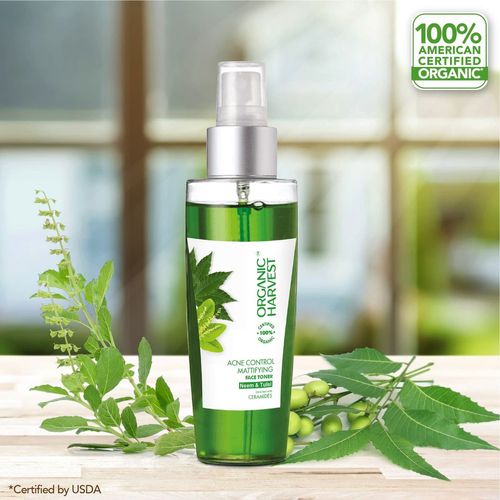 100%
AMERICAN
CERTIFIED
ORGANIC*
ORGANIC
HARVEST
™
CERTIFIED
100%
ORGANIC
ACNE CONTROL
MATTIFYING
FACE TONER
Neem & Tulsi
CERAMIDES
*Certified by USDA